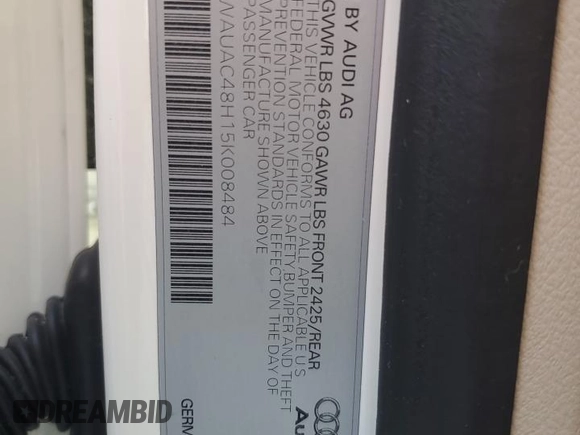 BY AUDI AG
GVWR LBS 4630 GAWR LBS FRONT 2425/REAR
THIS VEHICLE CONFORMS TO ALL APPLICABLE U S
FEDERAL MOTOR VEHICLE SAFETY, BUMPER AND THEFT
PREVENTION STANDARDS IN EFFECT ON THE DAY OF
MANUFACTURE SHOWN ABOVE
PASSENGER CAR
WAUAC48H15K008484
GERM
Au
DREAMBID